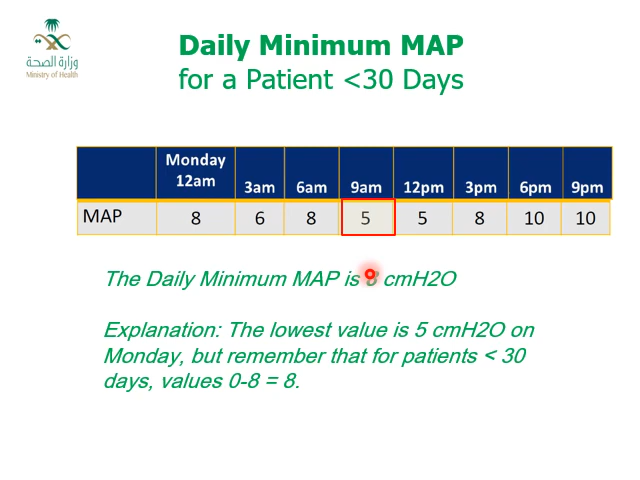 وزارة الصحة
Ministry of Health
Daily Minimum MAP
for a Patient <30 Days
Monday 12am 3am 6am 9am 12pm 3pm 6pm 9pm
MAP 8 6 8 5 5 8 10 10
The Daily Minimum MAP is cmH2O
Explanation: The lowest value is 5 cmH2O on
Monday, but remember that for patients < 30
days, values 0-8 = 8.